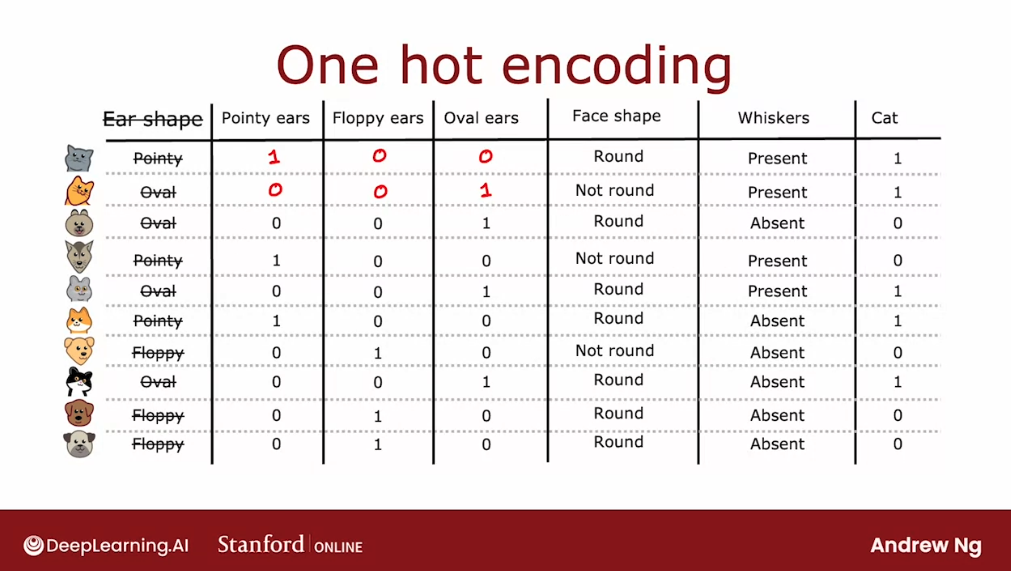 One hot encoding
Ear shape Pointy ears Floppy ears Oval ears Face shape Whiskers Cat
Pointy 1 0 0 Round Present 1
Oval 0 0 1 Not round Present 1
Oval 0 0 1 Round Absent 0
Pointy 1 0 0 Not round Present 0
Oval 0 0 1 Round Present 1
Pointy 1 0 0 Round Absent 1
Floppy 0 1 0 Not round Absent 0
Oval 0 0 1 Round Absent 1
Floppy 0 1 0 Round Absent 0
Floppy 0 1 0 Round Absent 0
DeepLearning.AI Stanford ONLINE Andrew Ng